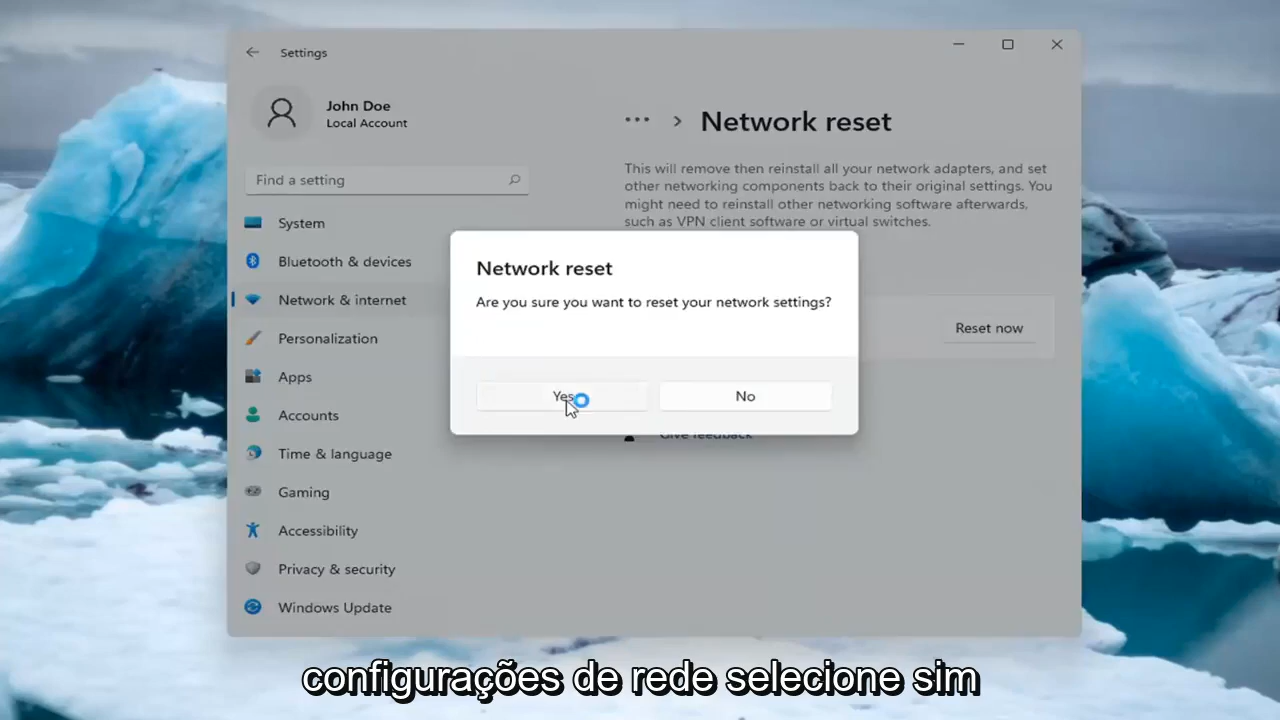 Settings
John Doe
Local Account
Find a setting
System
Bluetooth & devices
Network & internet
Personalization
Apps
Accounts
Time & language
Gaming
Accessibility
Privacy & security
Windows Update
Network reset
This will remove then reinstall all your network adapters, and set
other networking components back to their original settings. You
might need to reinstall other networking software afterwards,
such as VPN client software or virtual switches.
Reset now
Give feedback
Network reset
Are you sure you want to reset your network settings?
Yes
No
configurações de rede selecione sim